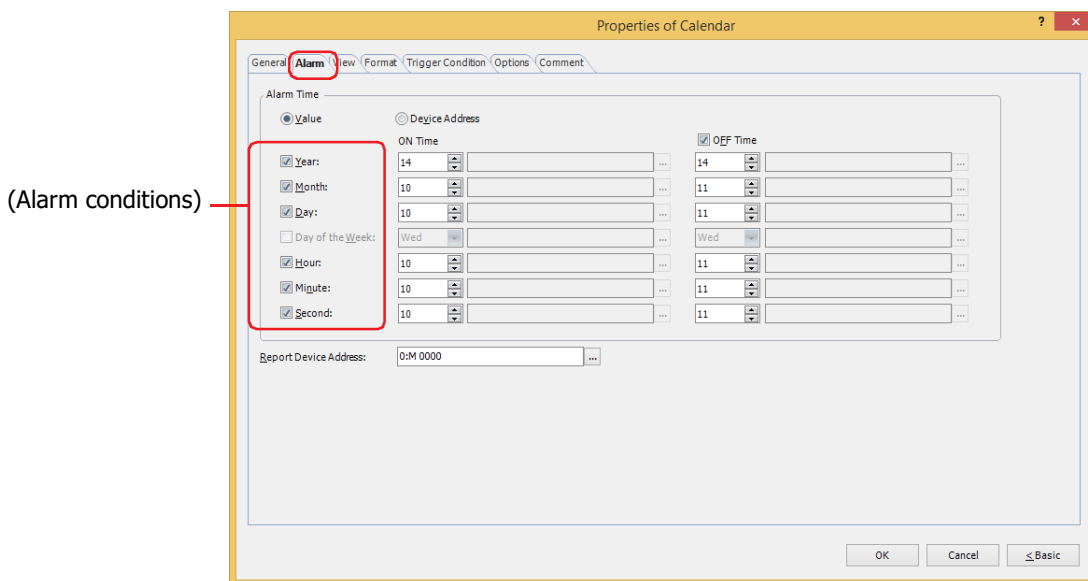 Properties of Calendar ? ×
General Alarm View Format Trigger Condition Options Comment
Alarm Time
Value Device Address
ON Time OFF Time
Year: 14 ... 14 ...
(Alarm conditions)
Month: 10 ... 11 ...
Day: 10 ... 11 ...
Day of the Week: Wed ... Wed ...
Hour: 10 ... 11 ...
Minute: 10 ... 11 ...
Second: 10 ... 11 ...
Report Device Address: 0:M 0000 ...
OK Cancel < Basic